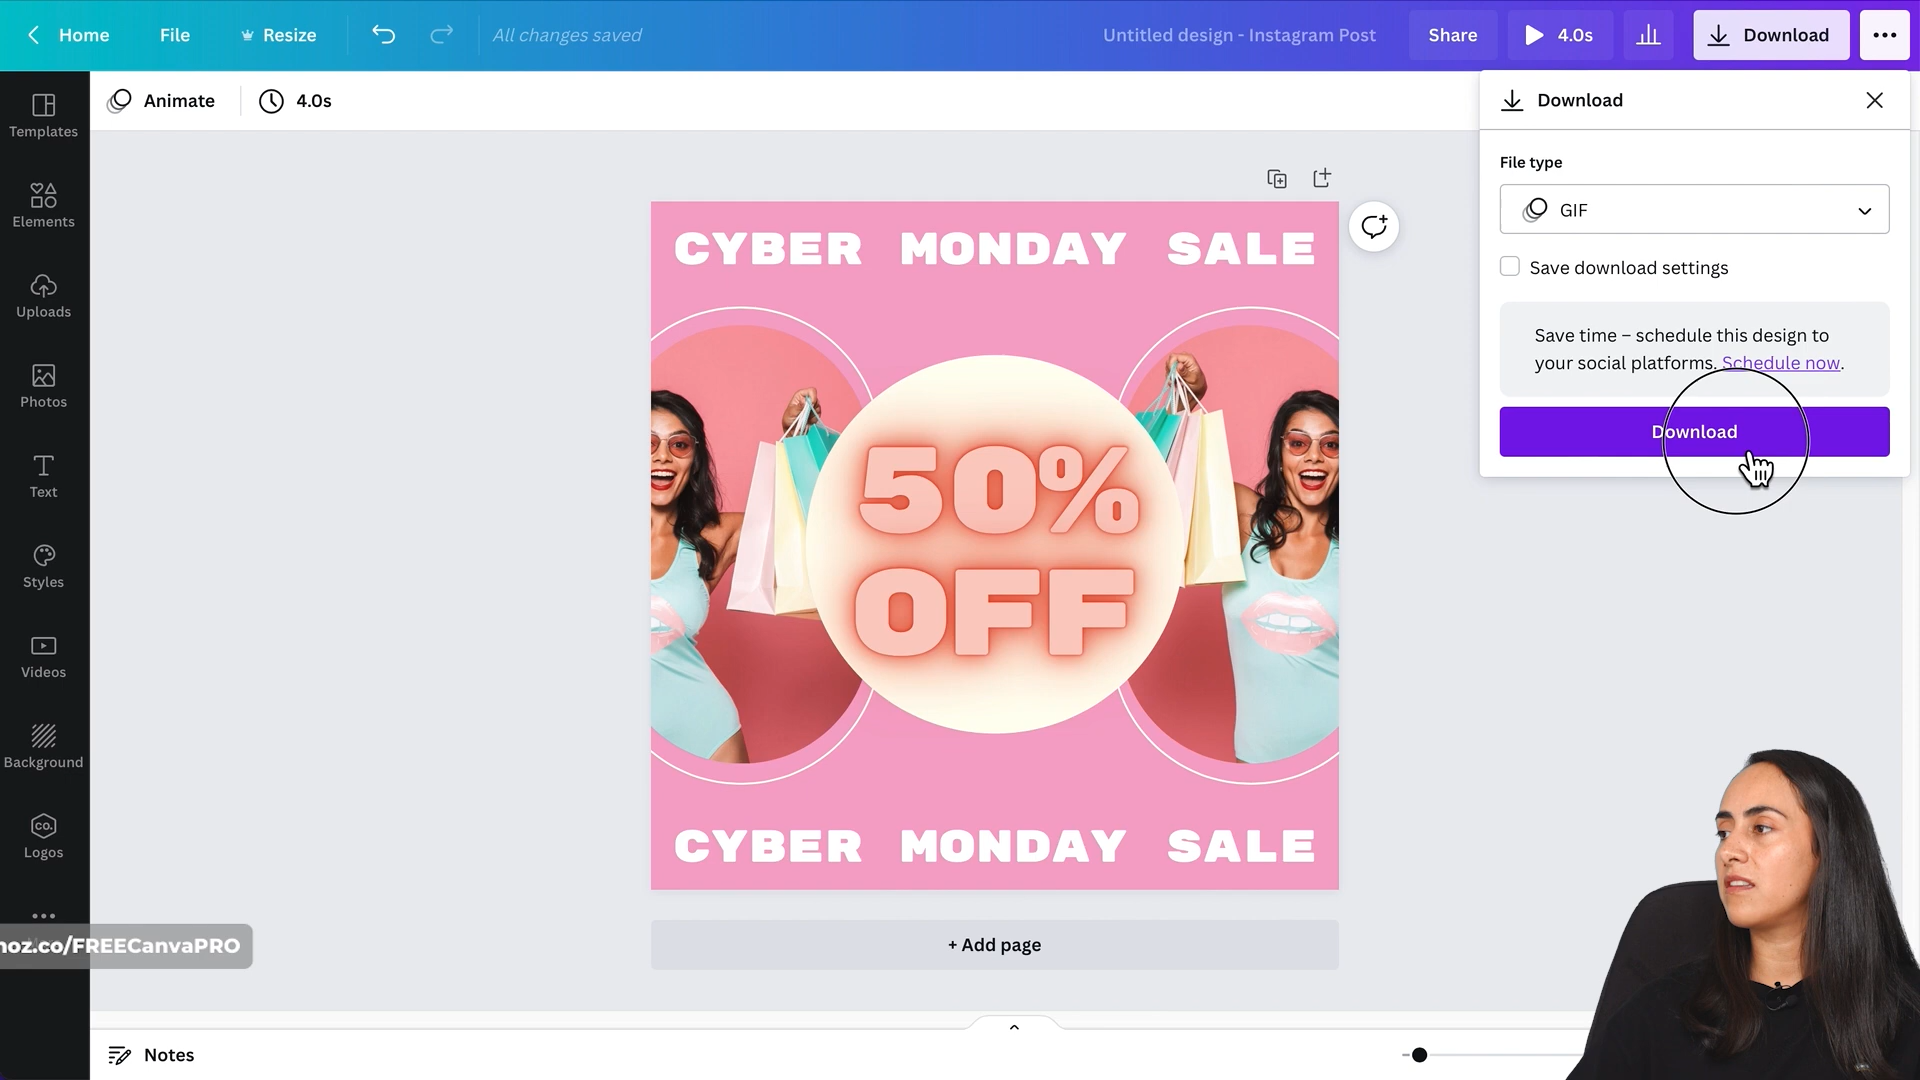 Home File Resize All changes saved Untitled design - Instagram Post Share 4.0s Download
Animate 4.0s
Download
File type
GIF
Save download settings
Save time – schedule this design to
your social platforms. Schedule now.
Download
Templates
Elements
Uploads
Photos
Text
Styles
Videos
Background
Logos
CYBER MONDAY SALE
50%
OFF
CYBER MONDAY SALE
noz.co/FREECanvaPRO
+ Add page
Notes